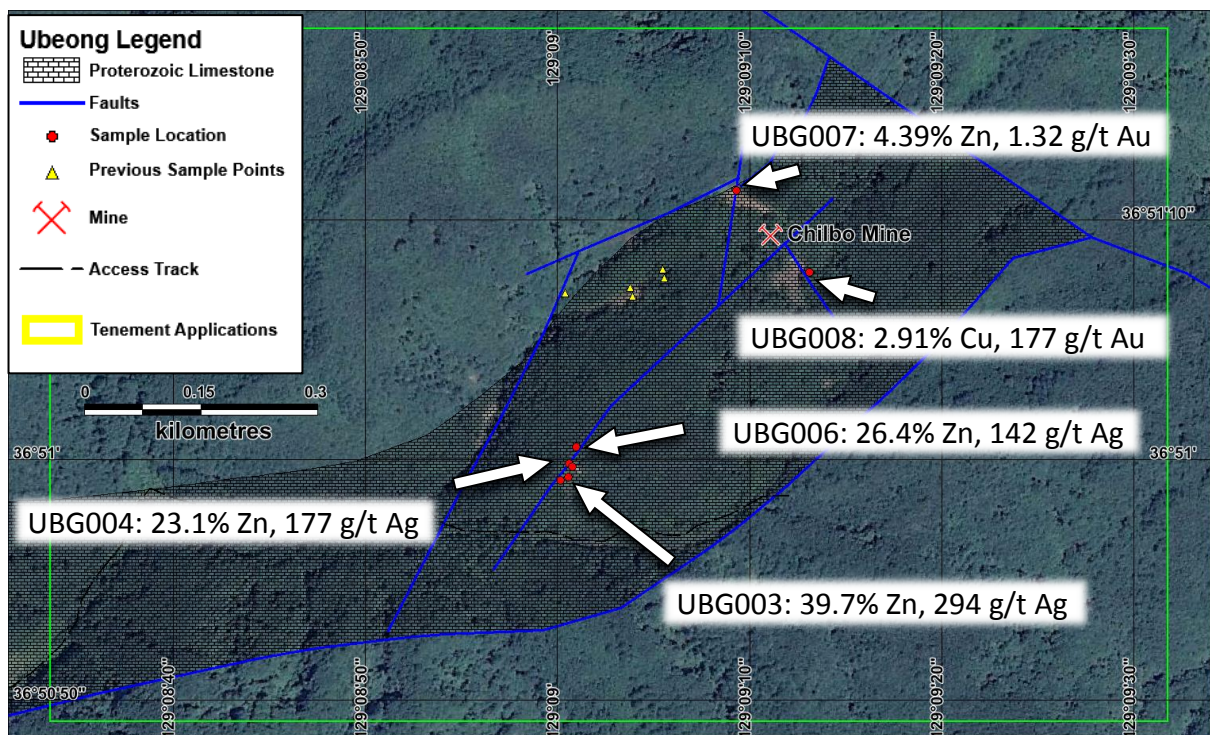 Ubeong Legend
Proterozoic Limestone
Faults
Sample Location
Previous Sample Points
Mine
Access Track
Tenement Applications
0 0.15 0.3
kilometres
129°08'50"
129°09'
129°09'10"
129°09'20"
129°09'30"
UBG007: 4.39% Zn, 1.32 g/t Au
36°51'10"
Chilbo Mine
UBG008: 2.91% Cu, 177 g/t Au
UBG006: 26.4% Zn, 142 g/t Ag
36°51'
36°51'
UBG004: 23.1% Zn, 177 g/t Ag
UBG003: 39.7% Zn, 294 g/t Ag
36°50'50"
129°08'40"
129°08'50"
129°09'
129°09'10"
129°09'20"
129°09'30"